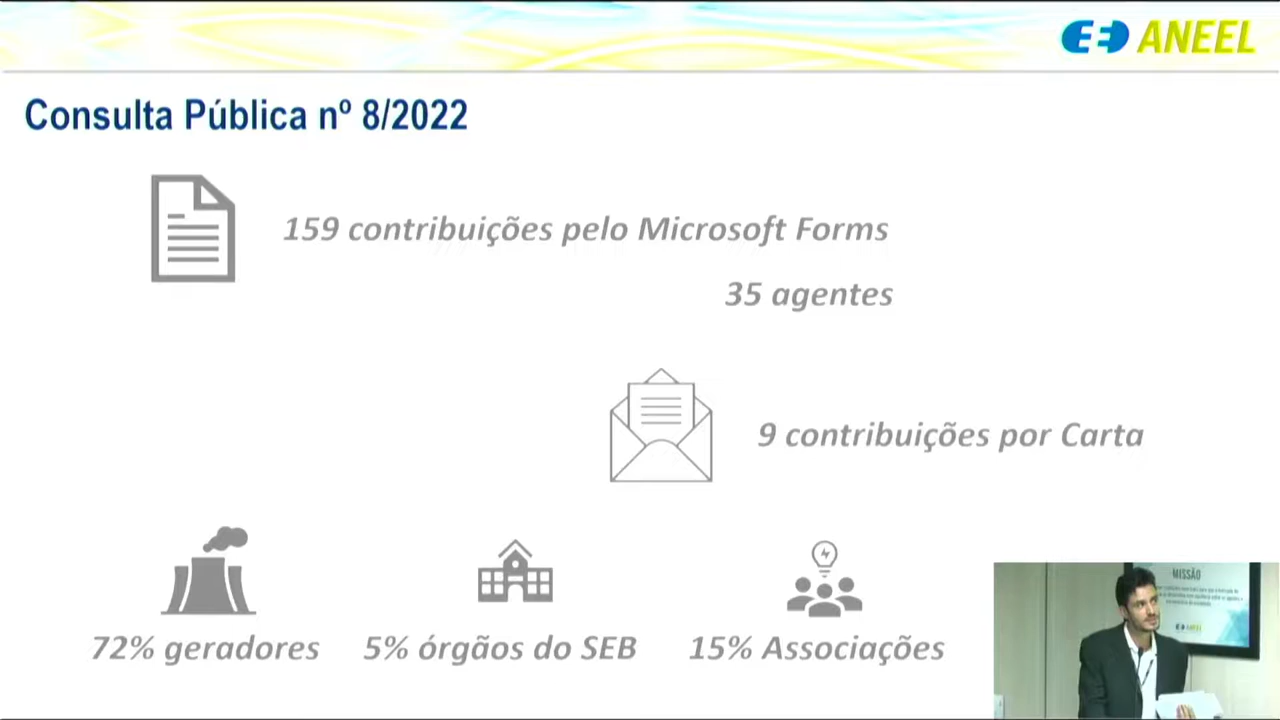 ANEEL
Consulta Pública nº 8/2022
159 contribuições pelo Microsoft Forms
35 agentes
9 contribuições por Carta
72% geradores
5% órgãos do SEB
15% Associações
MISSÃO
ANEEL